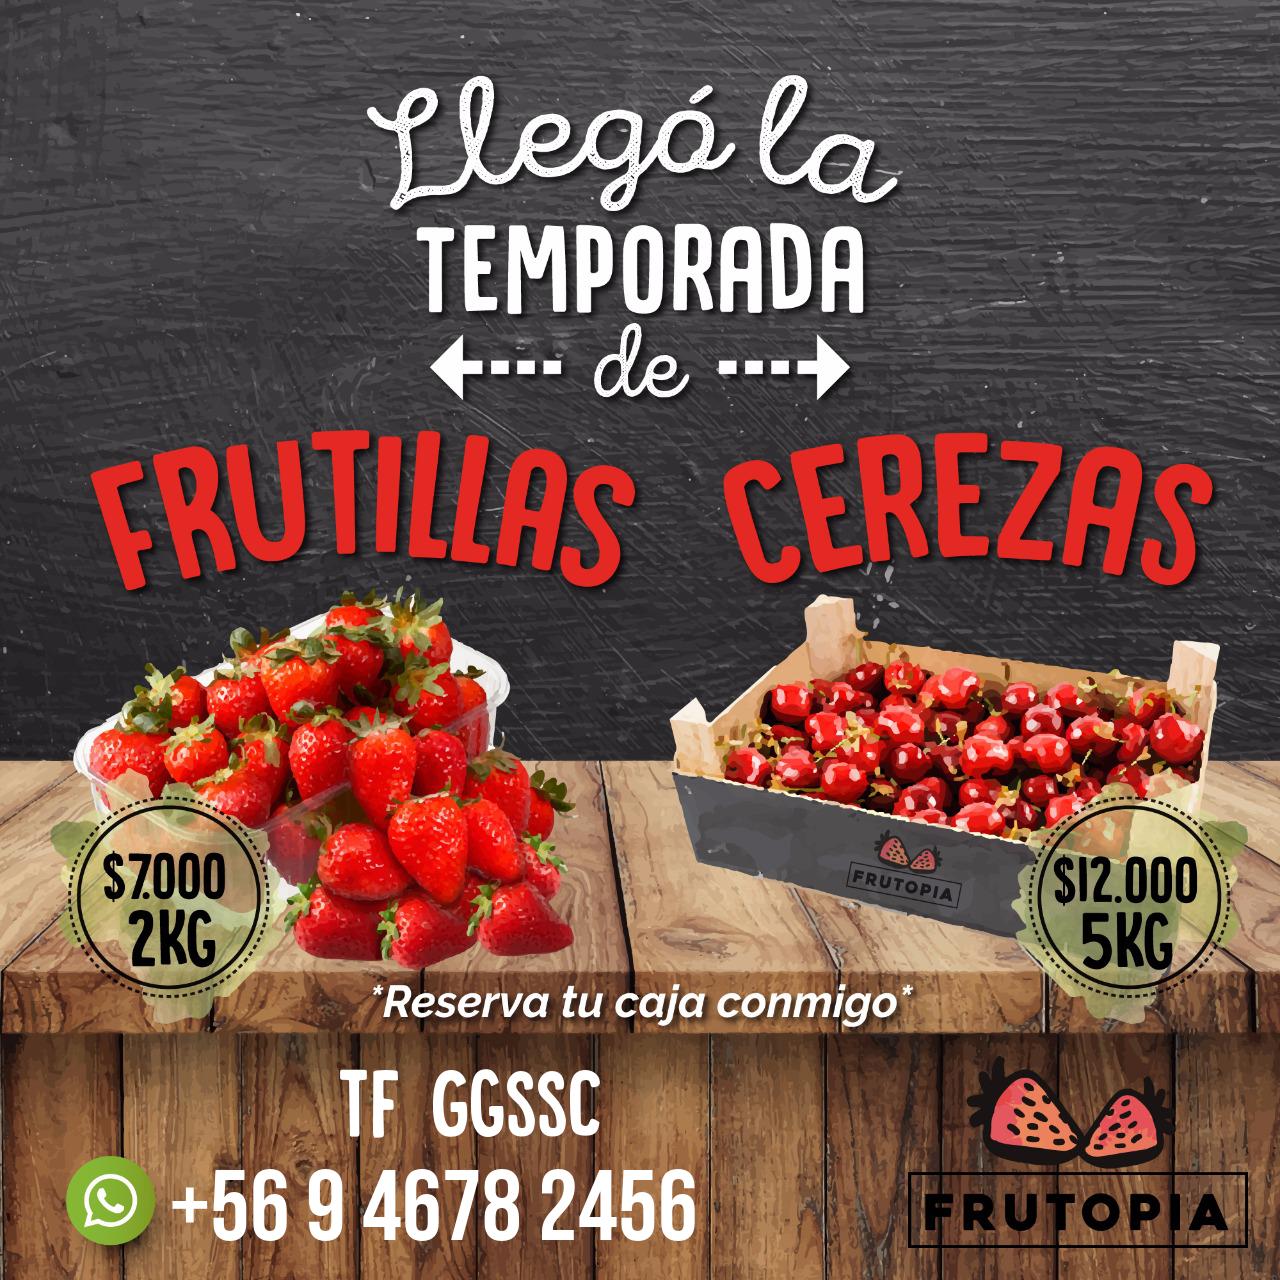 Llegó la
TEMPORADA
de
FRUTILLAS CEREZAS
FRUTOPIA
$7.000
2KG
$12.000
5KG
*Reserva tu caja conmigo*
TF GGSSC
+56 9 4678 2456
FRUTOPIA